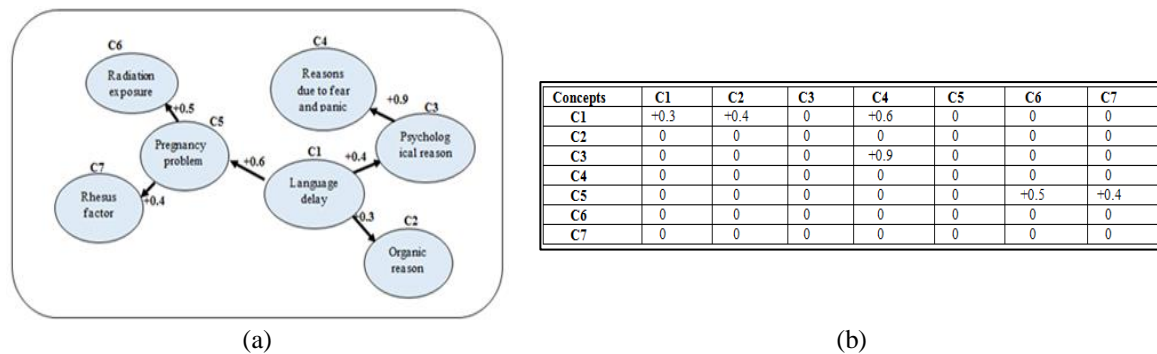 C6
Radiation
exposure
+0.5
C5
Pregnancy
problem
C7
Rhesus
factor
+0.4
+0.6
C4
Reasons
due to fear
and panic
+0.9
C3
Psycholog
ical reason
+0.4
C1
Language
delay
+0.3
C2
Organic
reason
(a)
Concepts C1 C2 C3 C4 C5 C6 C7
C1 +0.3 +0.4 0 +0.6 0 0 0
C2 0 0 0 0 0 0 0
C3 0 0 0 +0.9 0 0 0
C4 0 0 0 0 0 0 0
C5 0 0 0 0 0 +0.5 +0.4
C6 0 0 0 0 0 0 0
C7 0 0 0 0 0 0 0
(b)